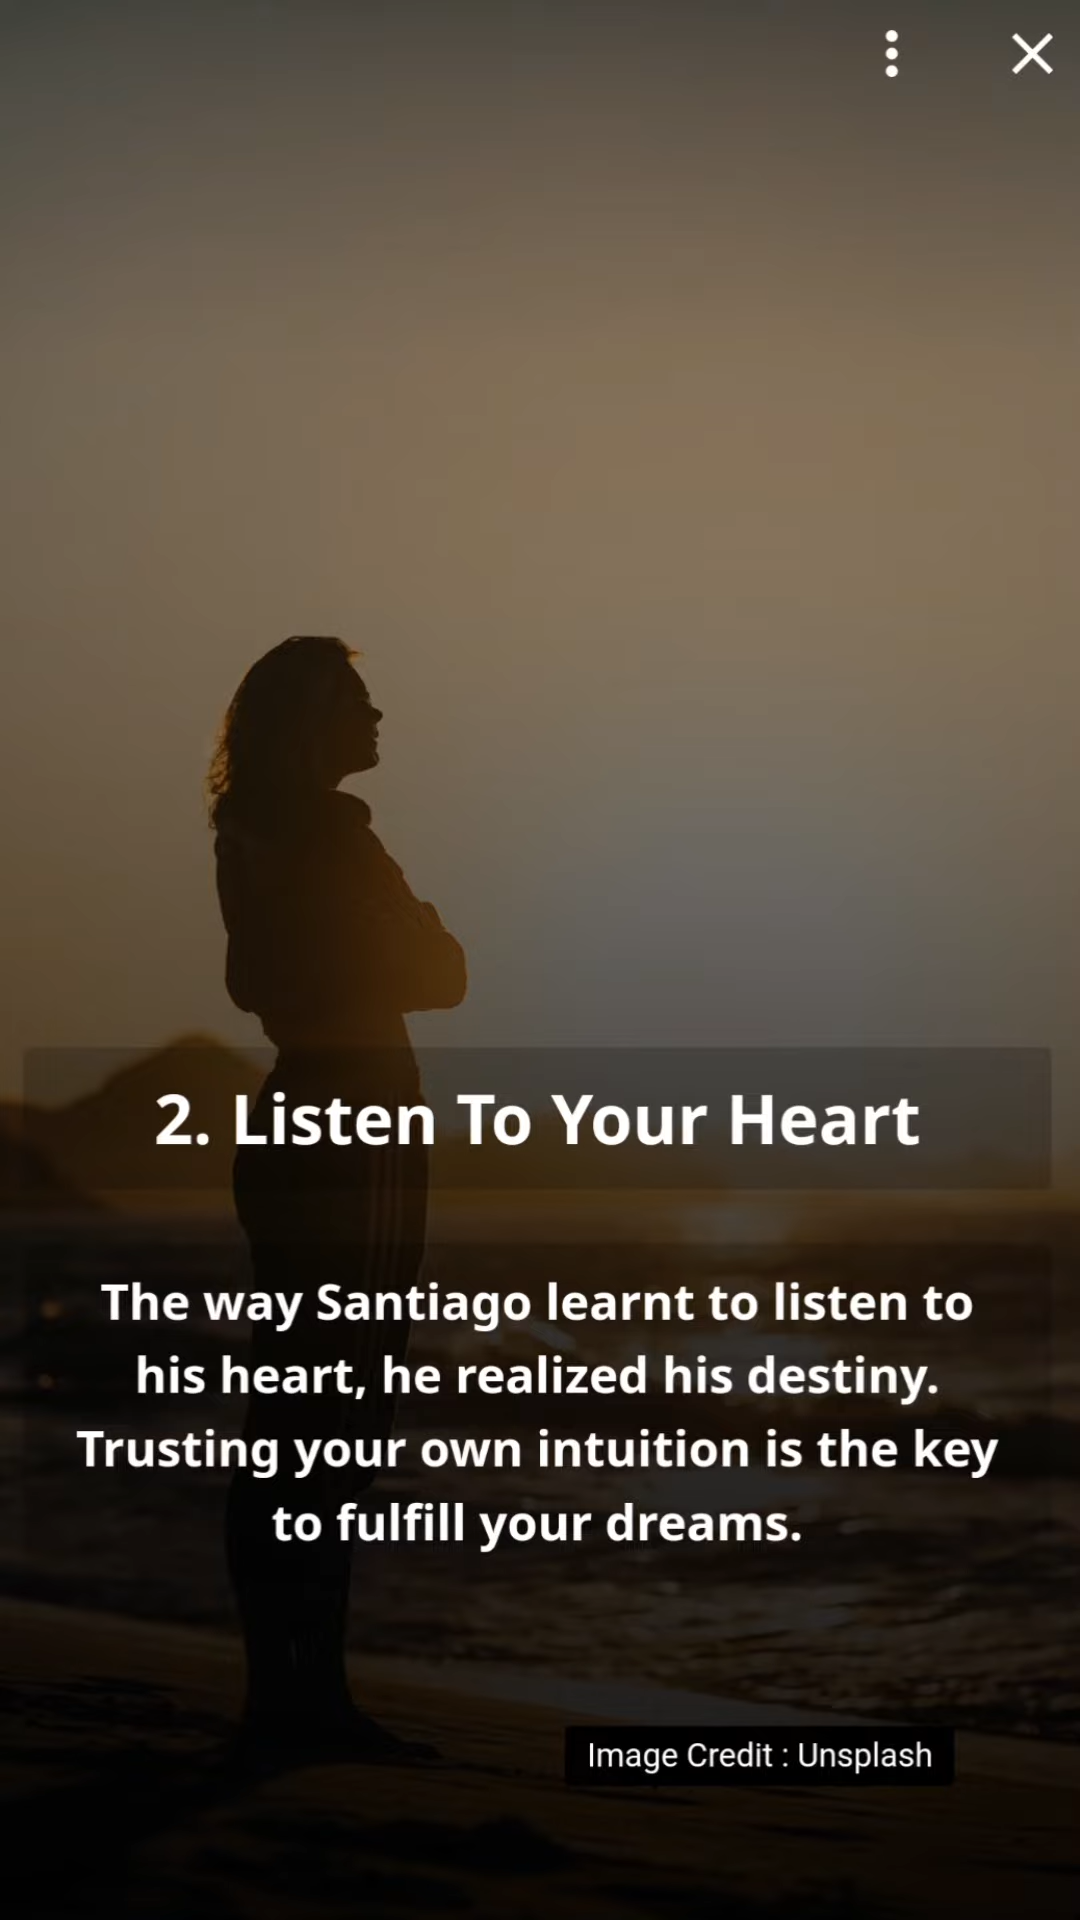 2. Listen To Your Heart
The way Santiago learnt to listen to
his heart, he realized his destiny.
Trusting your own intuition is the key
to fulfill your dreams.
Image Credit : Unsplash